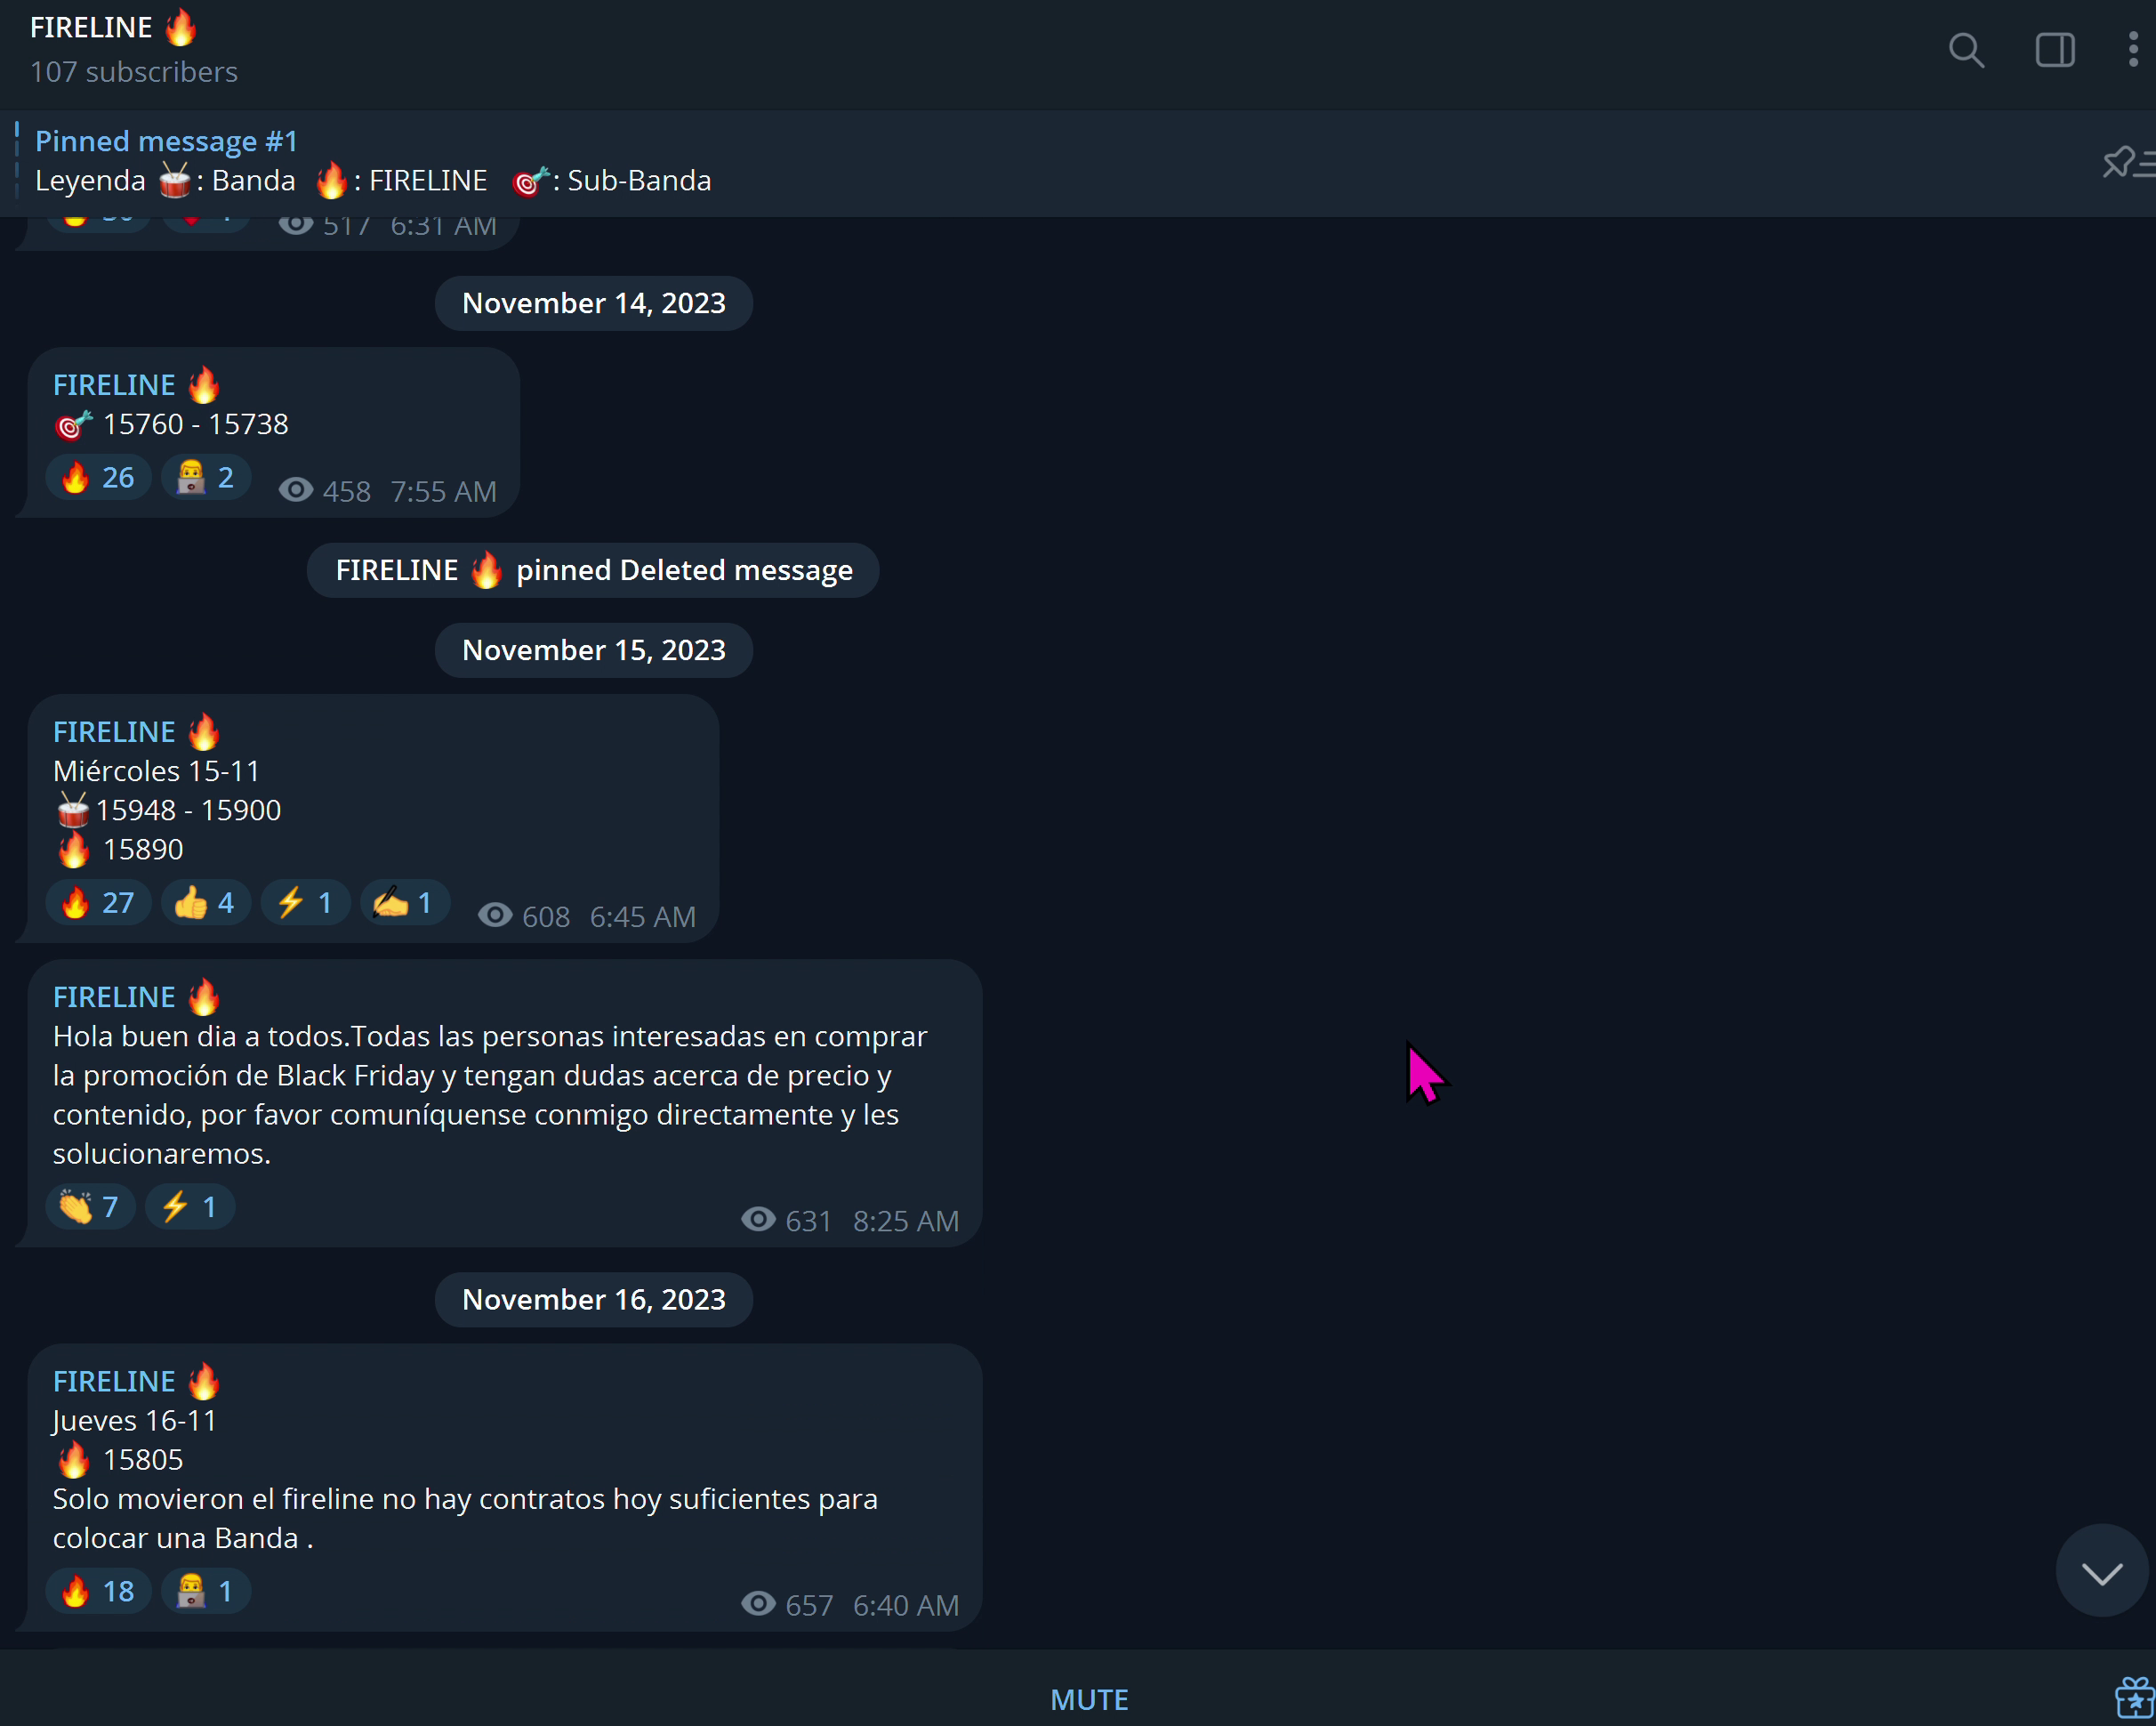 FIRELINE 🔥
107 subscribers
Pinned message #1
Leyenda 🥁: Banda 🔥: FIRELINE 🎯: Sub-Banda
517 6:31 AM
November 14, 2023
FIRELINE 🔥
🎯 15760 - 15738
🔥 26 👨‍💻 2 458 7:55 AM
FIRELINE 🔥 pinned Deleted message
November 15, 2023
FIRELINE 🔥
Miércoles 15-11
🥁15948 - 15900
🔥 15890
🔥 27 👍 4 ⚡ 1 ✍ 1 608 6:45 AM
FIRELINE 🔥
Hola buen dia a todos.Todas las personas interesadas en comprar
la promoción de Black Friday y tengan dudas acerca de precio y
contenido, por favor comuníquense conmigo directamente y les
solucionaremos.
👏 7 ⚡ 1 631 8:25 AM
November 16, 2023
FIRELINE 🔥
Jueves 16-11
🔥 15805
Solo movieron el fireline no hay contratos hoy suficientes para
colocar una Banda .
🔥 18 👨‍💻 1 657 6:40 AM
MUTE